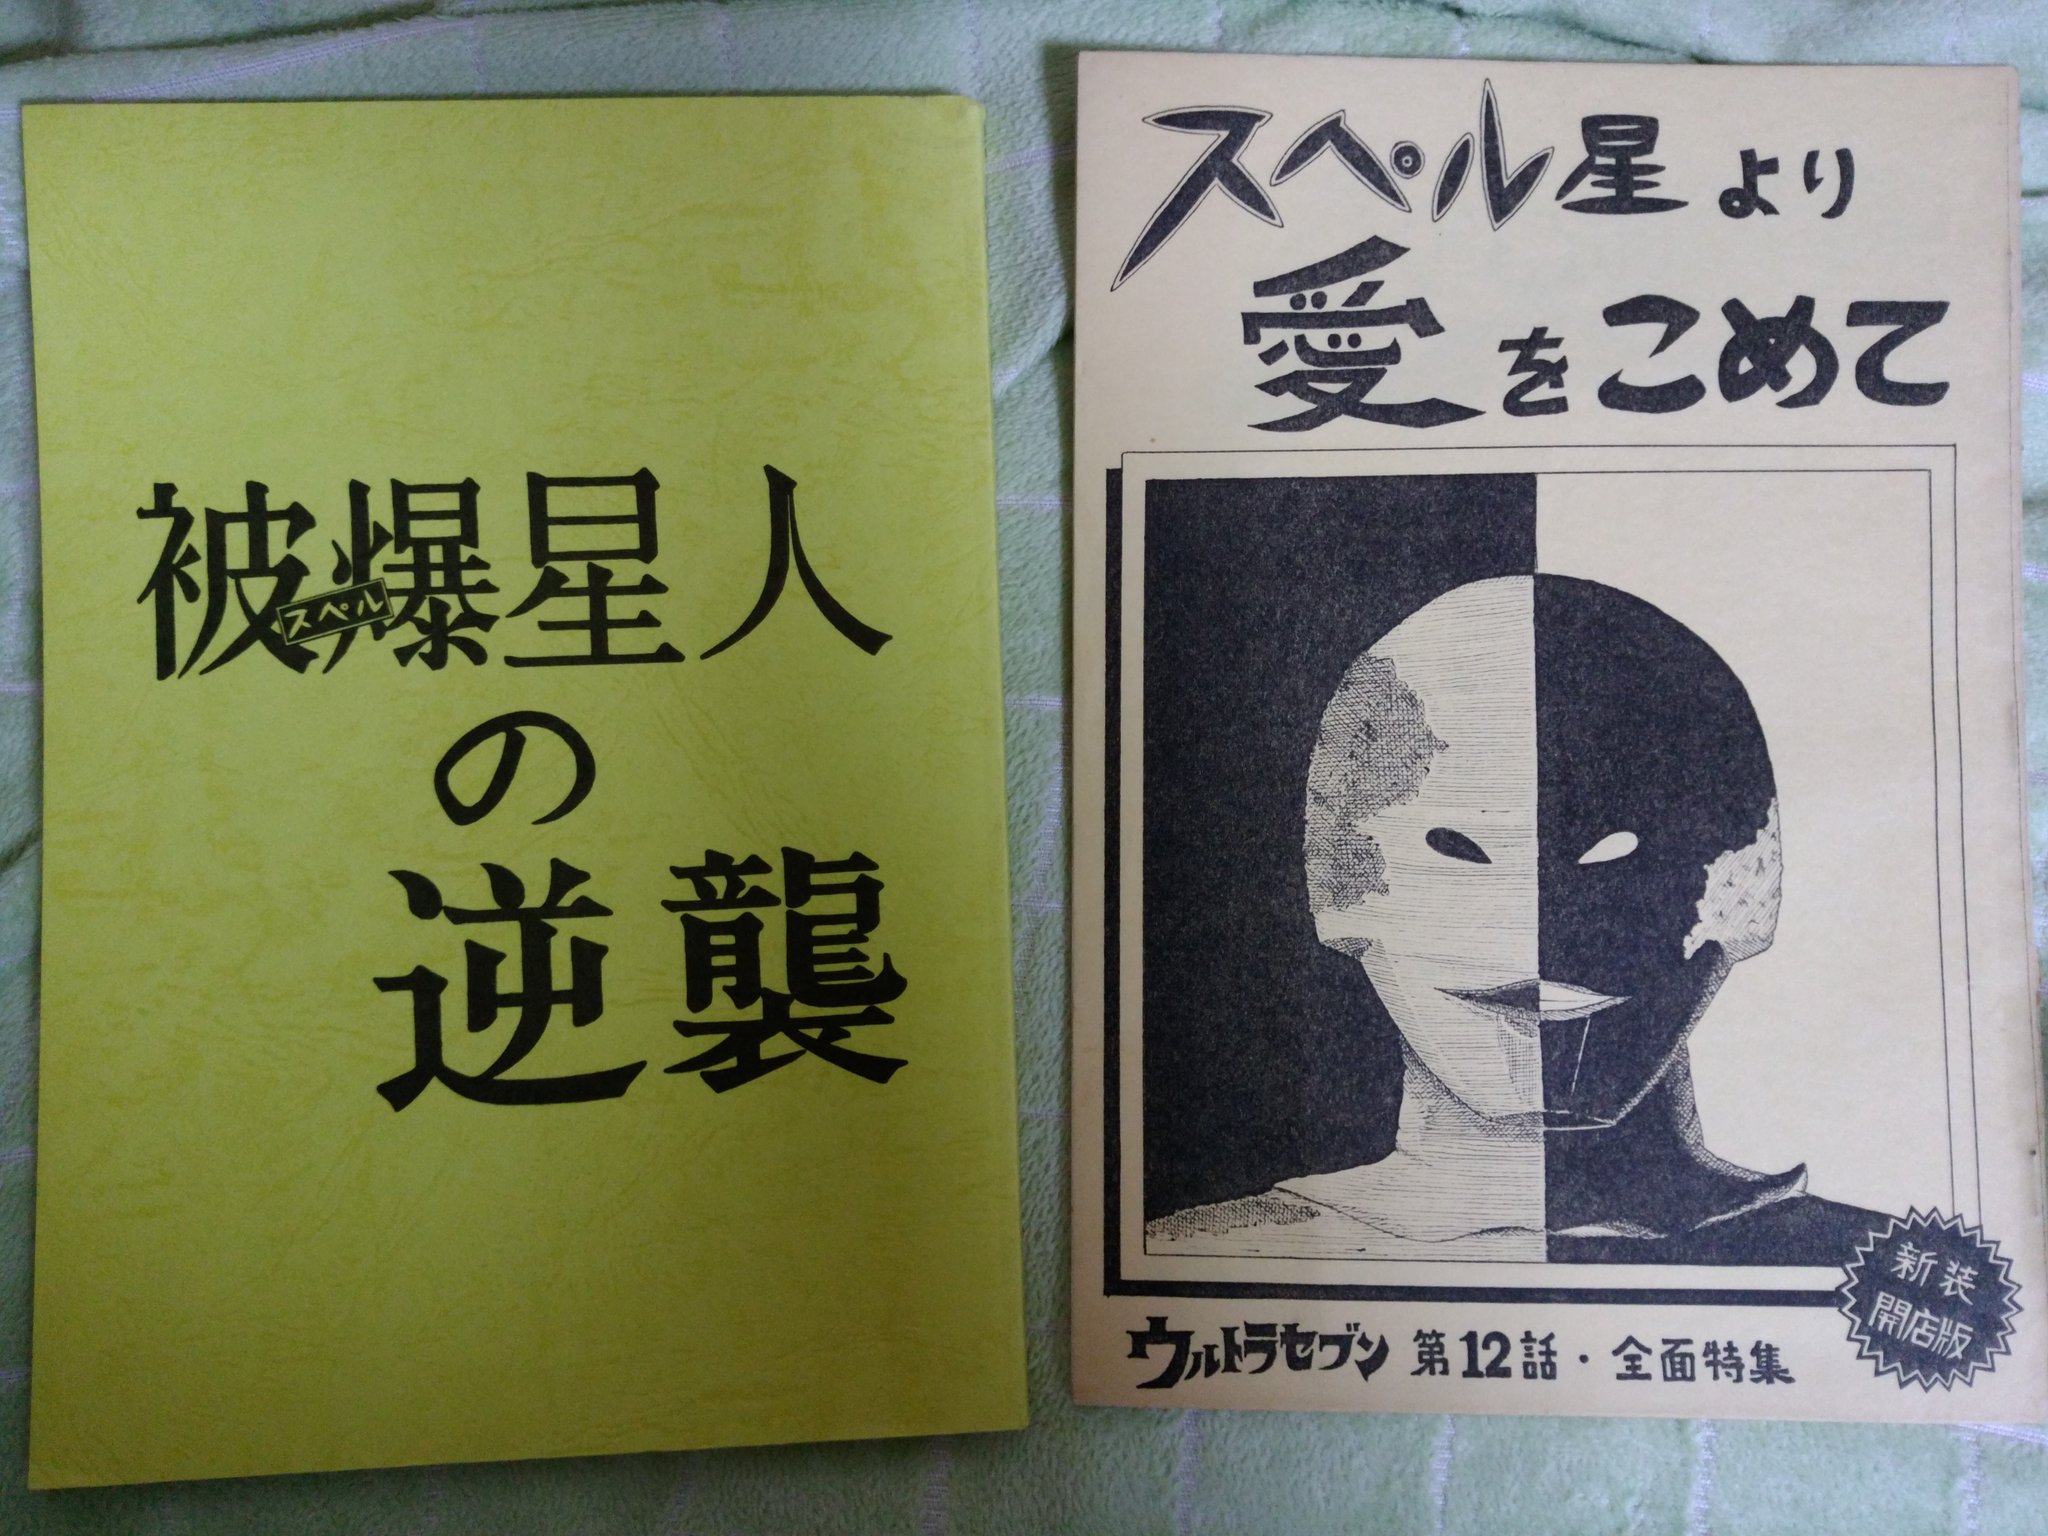 被爆星人
スペル
の
逆襲
スペル星より
愛をこめて
新装
開店版
ウルトラセブン 第12話・全面特集